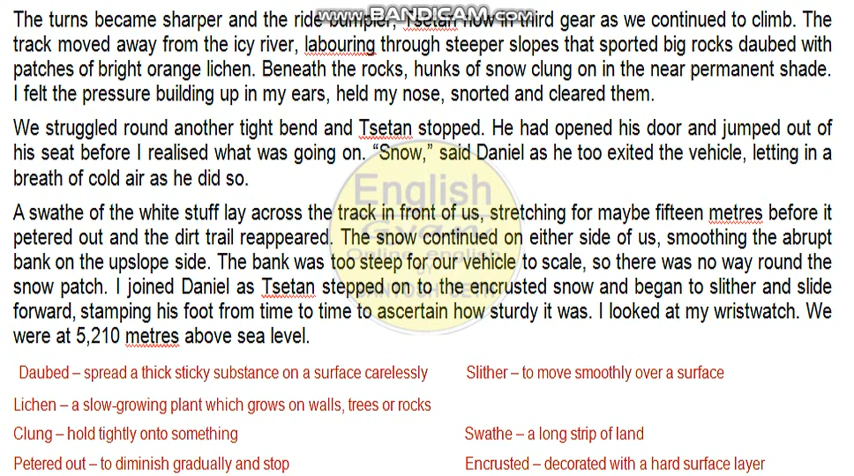 www.BANDICAM.com
The turns became sharper and the ride bumpier, Tsetan now in third gear as we continued to climb. The
track moved away from the icy river, labouring through steeper slopes that sported big rocks daubed with
patches of bright orange lichen. Beneath the rocks, hunks of snow clung on in the near permanent shade.
I felt the pressure building up in my ears, held my nose, snorted and cleared them.
We struggled round another tight bend and Tsetan stopped. He had opened his door and jumped out of
his seat before I realised what was going on. “Snow,” said Daniel as he too exited the vehicle, letting in a
breath of cold air as he did so.
A swathe of the white stuff lay across the track in front of us, stretching for maybe fifteen metres before it
petered out and the dirt trail reappeared. The snow continued on either side of us, smoothing the abrupt
bank on the upslope side. The bank was too steep for our vehicle to scale, so there was no way round the
snow patch. I joined Daniel as Tsetan stepped on to the encrusted snow and began to slither and slide
forward, stamping his foot from time to time to ascertain how sturdy it was. I looked at my wristwatch. We
were at 5,210 metres above sea level.
English
Gyan
Online english
Daubed – spread a thick sticky substance on a surface carelessly
Slither – to move smoothly over a surface
Lichen – a slow-growing plant which grows on walls, trees or rocks
Clung – hold tightly onto something
Swathe – a long strip of land
Petered out – to diminish gradually and stop
Encrusted – decorated with a hard surface layer